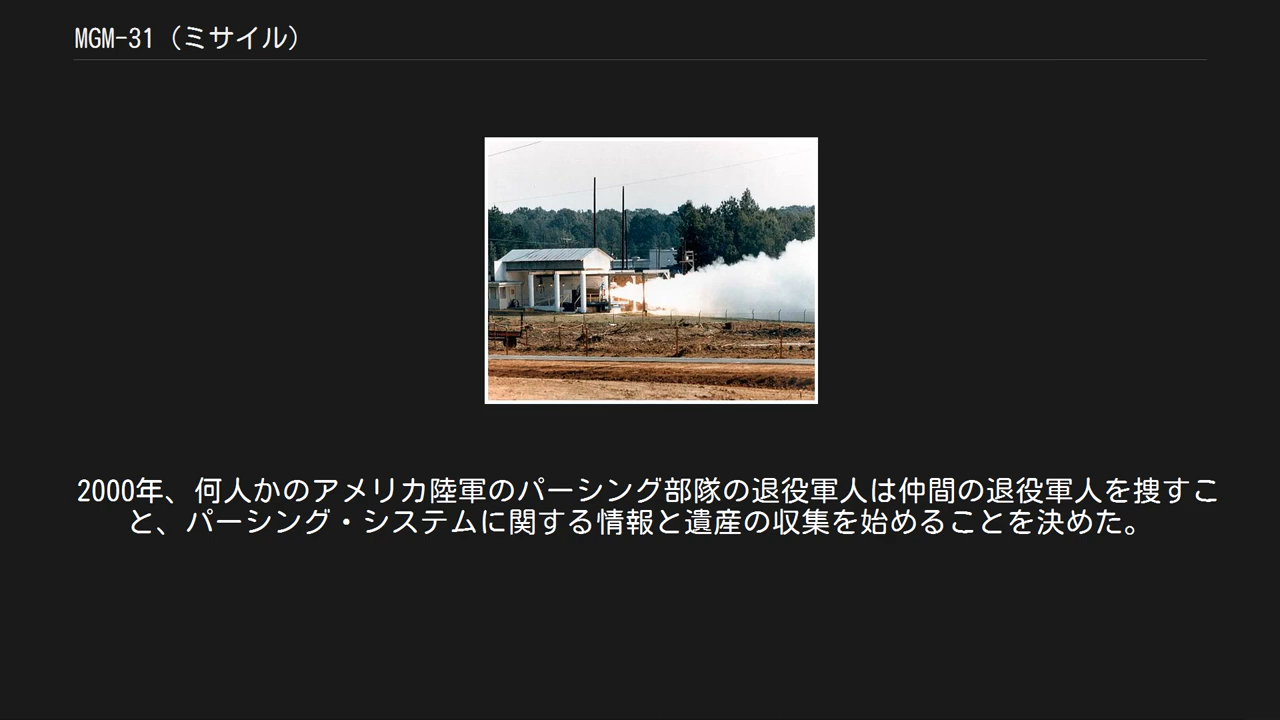 MGM-31（ミサイル）
2000年、何人かのアメリカ陸軍のパーシング部隊の退役軍人は仲間の退役軍人を捜すこ
と、パーシング・システムに関する情報と遺産の収集を始めることを決めた。